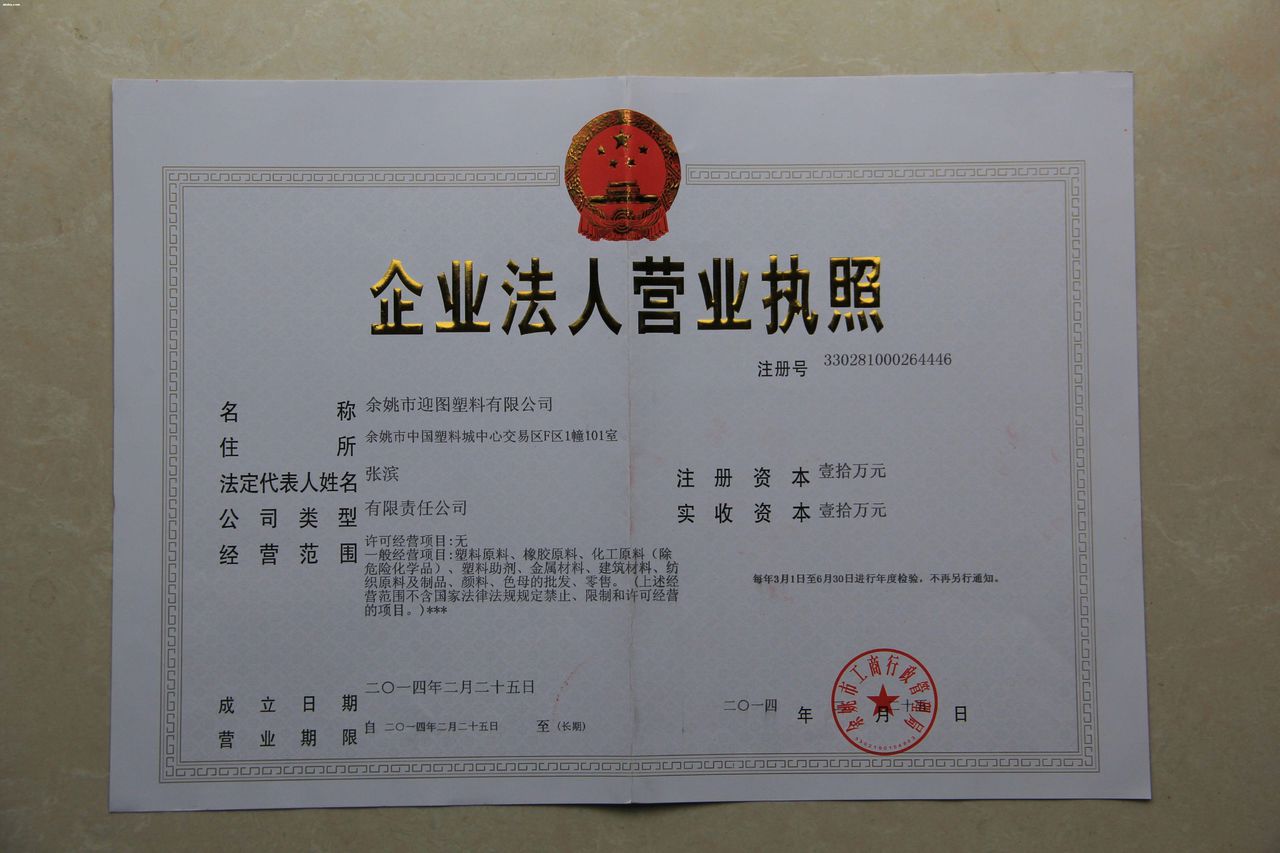 企业法人营业执照
注册号 330281000264446
名称 余姚市迎图塑料有限公司
住所 余姚市中国塑料城中心交易区F区1幢101室
法定代表人姓名 张滨
注册资本 壹拾万元
公司类型 有限责任公司
实收资本 壹拾万元
经营范围 许可经营项目:无
一般经营项目:塑料原料、橡胶原料、化工原料（除
危险化学品）、塑料助剂、金属材料、建筑材料、纺
织原料及制品、颜料、色母的批发、零售。（上述经
营范围不含国家法律法规规定禁止、限制和许可经营
的项目。)***
每年3月1日至6月30日进行年度检验，不再另行通知。
成立日期 二〇一四年二月二十五日
营业期限 自 二〇一四年二月二十五日 至 (长期)
二〇一四 年 月 二十五 日
余姚市工商行政管理局